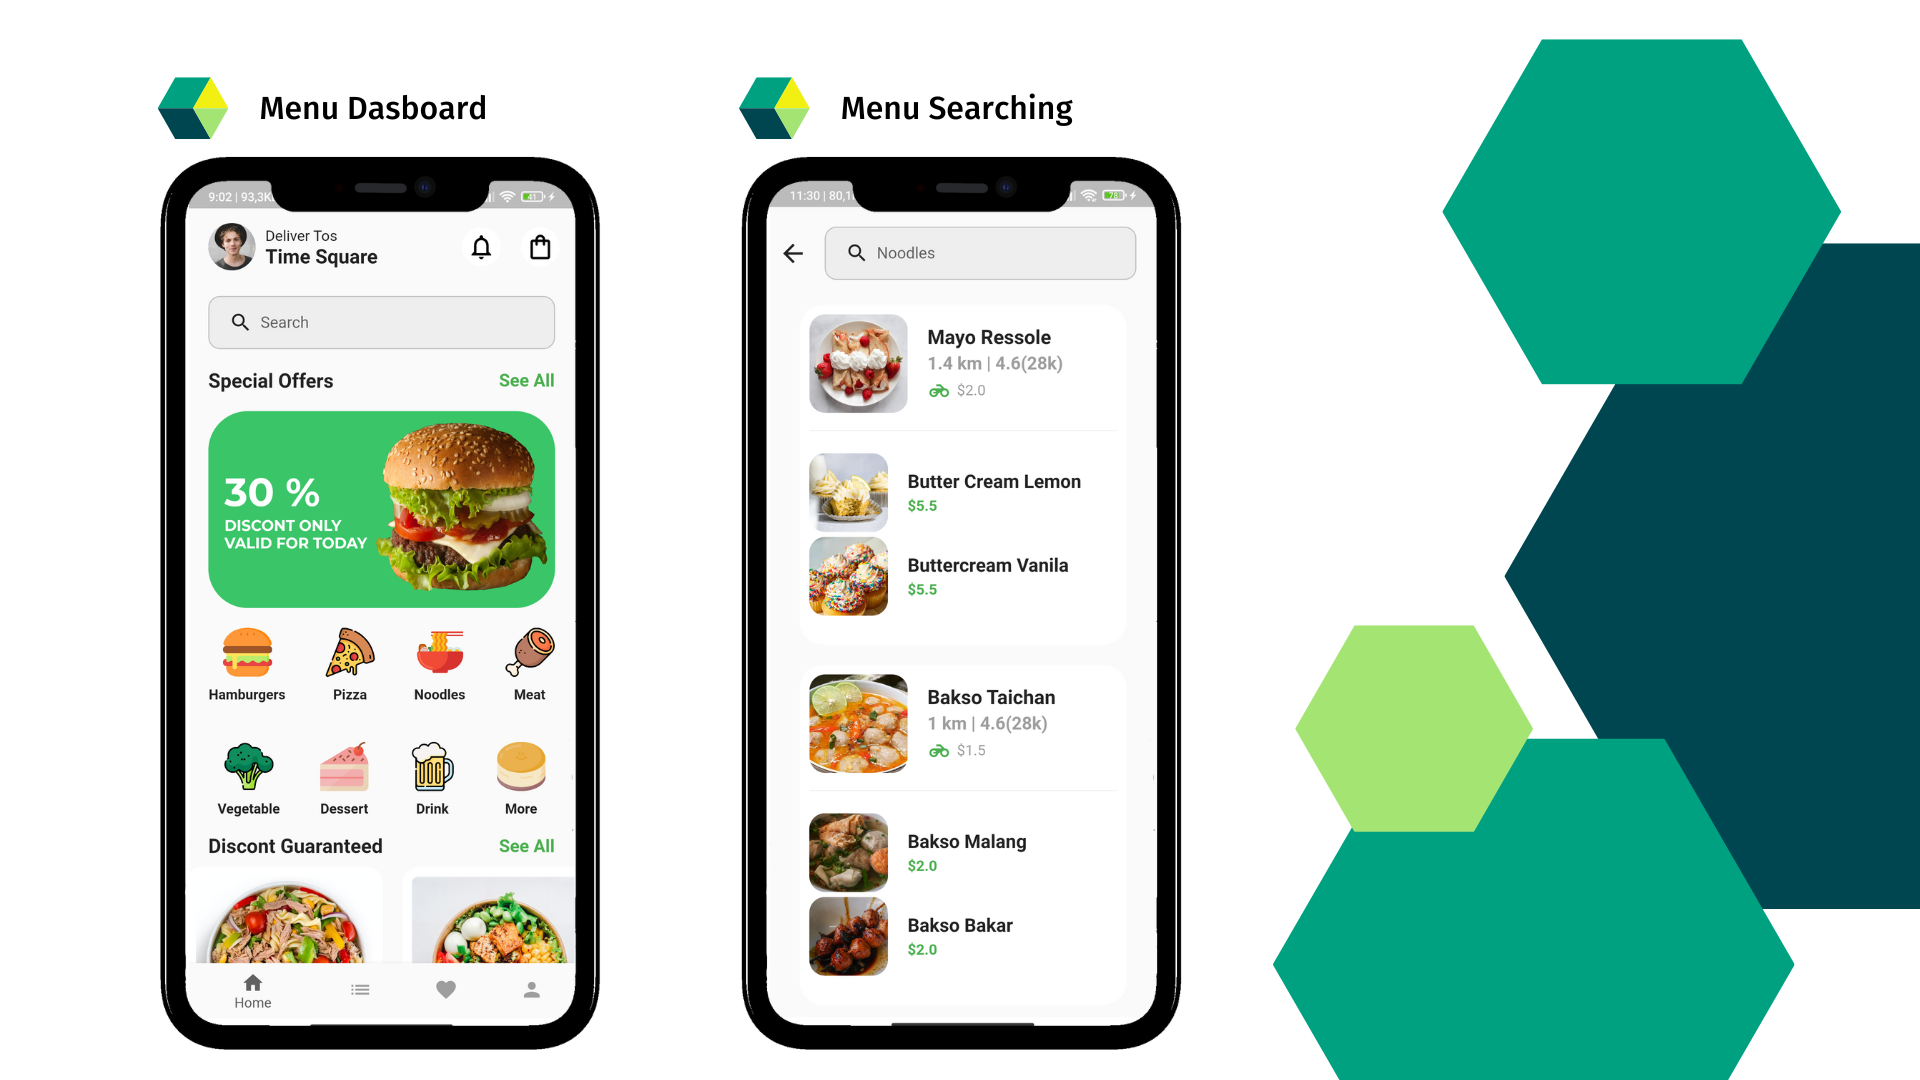 Menu Dasboard
9:02 | 93,3K
41
Deliver Tos
Time Square
Search
Special Offers
See All
30 %
DISCONT ONLY
VALID FOR TODAY
Hamburgers
Pizza
Noodles
Meat
Vegetable
Dessert
Drink
More
Discont Guaranteed
See All
Home
Menu Searching
11:30 | 80,1
78
Noodles
Mayo Ressole
1.4 km | 4.6(28k)
$2.0
Butter Cream Lemon
$5.5
Buttercream Vanila
$5.5
Bakso Taichan
1 km | 4.6(28k)
$1.5
Bakso Malang
$2.0
Bakso Bakar
$2.0